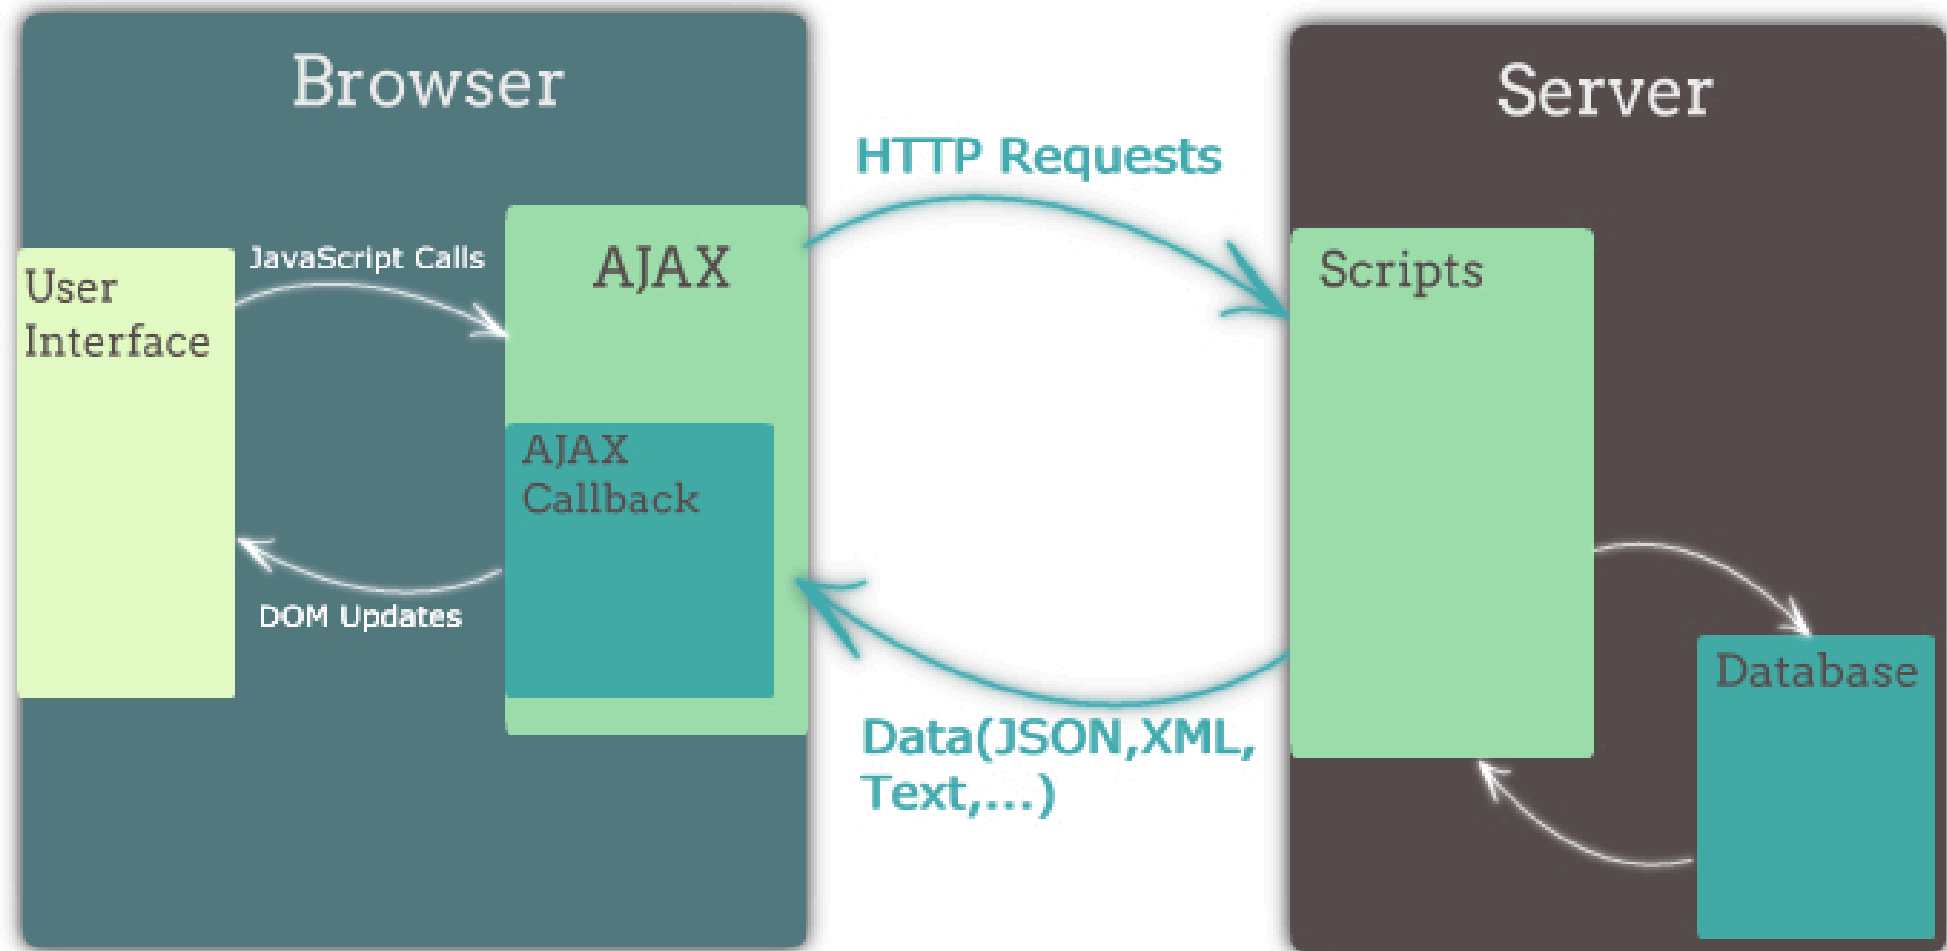 Browser
Server
HTTP Requests
JavaScript Calls
AJAX
User
Interface
Scripts
AJAX
Callback
DOM Updates
Database
Data(JSON,XML,
Text,...)